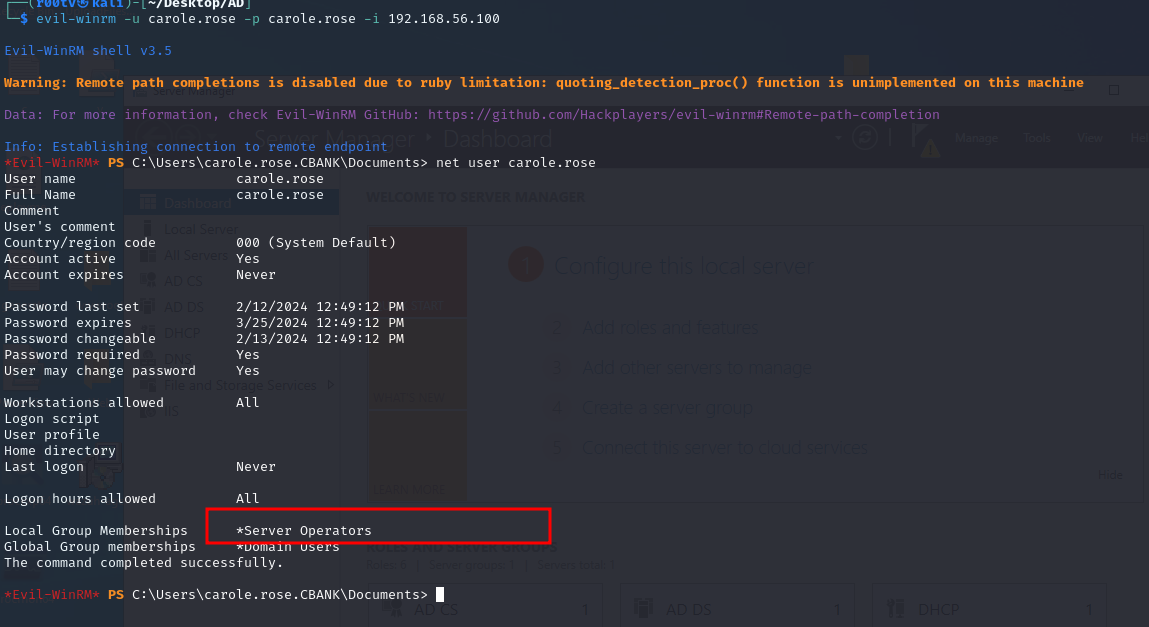 ┌──(r00tv㉿kali)-[~/Desktop/AD]
└─$ evil-winrm -u carole.rose -p carole.rose -i 192.168.56.100
Evil-WinRM shell v3.5
Warning: Remote path completions is disabled due to ruby limitation: quoting_detection_proc() function is unimplemented on this machine
Data: For more information, check Evil-WinRM GitHub: https://github.com/Hackplayers/evil-winrm#Remote-path-completion
Server Manager • Dashboard
Manage Tools View Hel
Info: Establishing connection to remote endpoint
*Evil-WinRM* PS C:\Users\carole.rose.CBANK\Documents> net user carole.rose
User name carole.rose
Full Name carole.rose
Comment
User's comment
Country/region code 000 (System Default)
Account active Yes
Account expires Never
Password last set 2/12/2024 12:49:12 PM
Password expires 3/25/2024 12:49:12 PM
Password changeable 2/13/2024 12:49:12 PM
Password required Yes
User may change password Yes
Workstations allowed All
Logon script
User profile
Home directory
Last logon Never
Logon hours allowed All
Local Group Memberships *Server Operators
Global Group memberships *Domain Users
The command completed successfully.
*Evil-WinRM* PS C:\Users\carole.rose.CBANK\Documents>
Dashboard
Local Server
All Servers
AD CS
AD DS
DHCP
DNS
File and Storage Services
IIS
WELCOME TO SERVER MANAGER
1 Configure this local server
2 Add roles and features
3 Add other servers to manage
4 Create a server group
5 Connect this server to cloud services
START
WHAT'S NEW
LEARN MORE
Hide
ROLES AND SERVER GROUPS
Roles: 6 | Server groups: 1 | Servers total: 1
AD CS 1
AD DS 1
DHCP 1